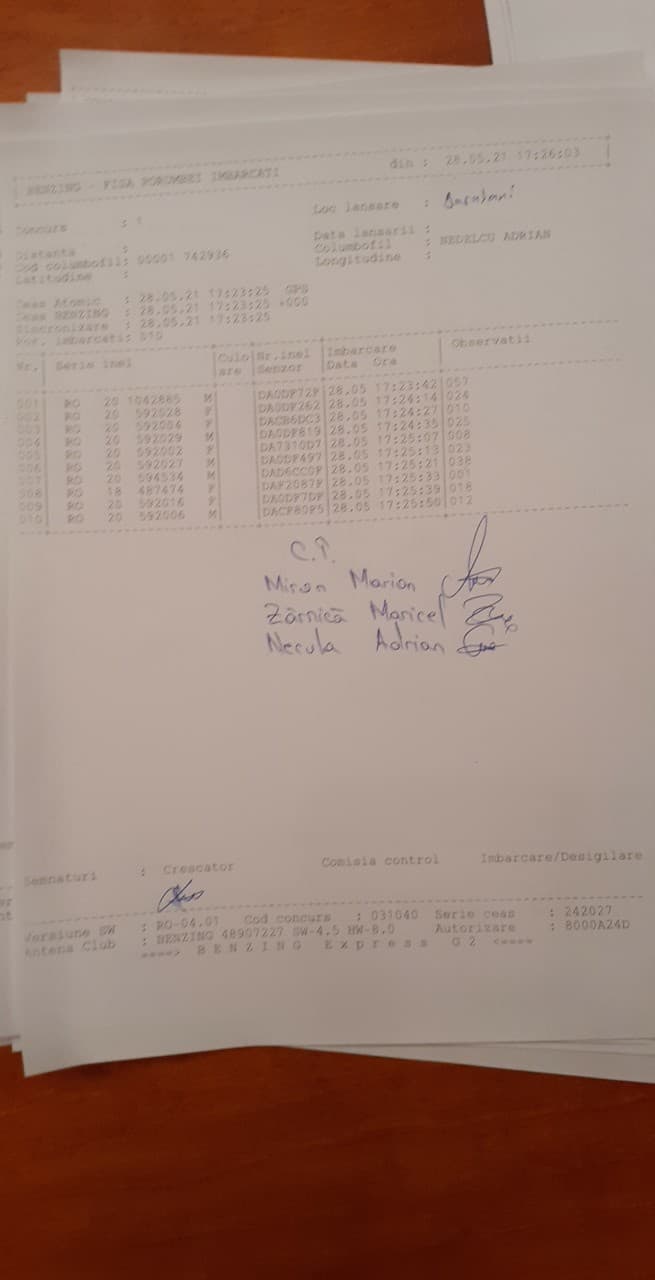 BENZING - FISA PORUMBEI IMBARCATI din : 28.05.21 17:26:03
Concurs : 1 Loc lansare :
Distanta : Data lansarii :
Cod columbofil: 00001 742936 Columbofil : NEDELCU ADRIAN
Latitudine : Longitudine :
Ceas Atomic : 28.05.21 17:23:25 GPS
Ceas BENZING : 28.05.21 17:23:25 +000
Sincronizare : 28.05.21 17:23:25
Por. imbarcati: 010
Nr. Serie inel Culo Nr.inel Imbarcare Observatii
are Senzor Data Ora
001 RO 20 1042885 M DA0DF72F 28.05 17:23:42 057
002 RO 20 592028 F DA0DF262 28.05 17:24:14 024
003 RO 20 592004 F DACB6DC3 28.05 17:24:27 010
004 RO 20 592029 M DA0DF819 28.05 17:24:35 025
005 RO 20 592002 F DA7310D7 28.05 17:25:07 008
006 RO 20 592027 M DA0DF497 28.05 17:25:13 023
007 RO 20 594534 M DAD6CC0F 28.05 17:25:21 038
008 RO 18 487474 F DAF2087F 28.05 17:25:33 001
009 RO 20 592016 F DA0DF7DF 28.05 17:25:39 018
010 RO 20 592006 M DACF80F5 28.05 17:25:50 012
Miron Marian
Zărnică Maricel
Necula Adrian
Semnaturi : Crescator Comisia control Imbarcare/Desigilare
Versiune SW : RO-04.01 Cod concurs : 031040 Serie ceas : 242027
Antena Club : BENZING 48907227 SW-4.5 HW-8.0 Autorizare : 8000A24D
====> B E N Z I N G E x p r e s s G 2 <====